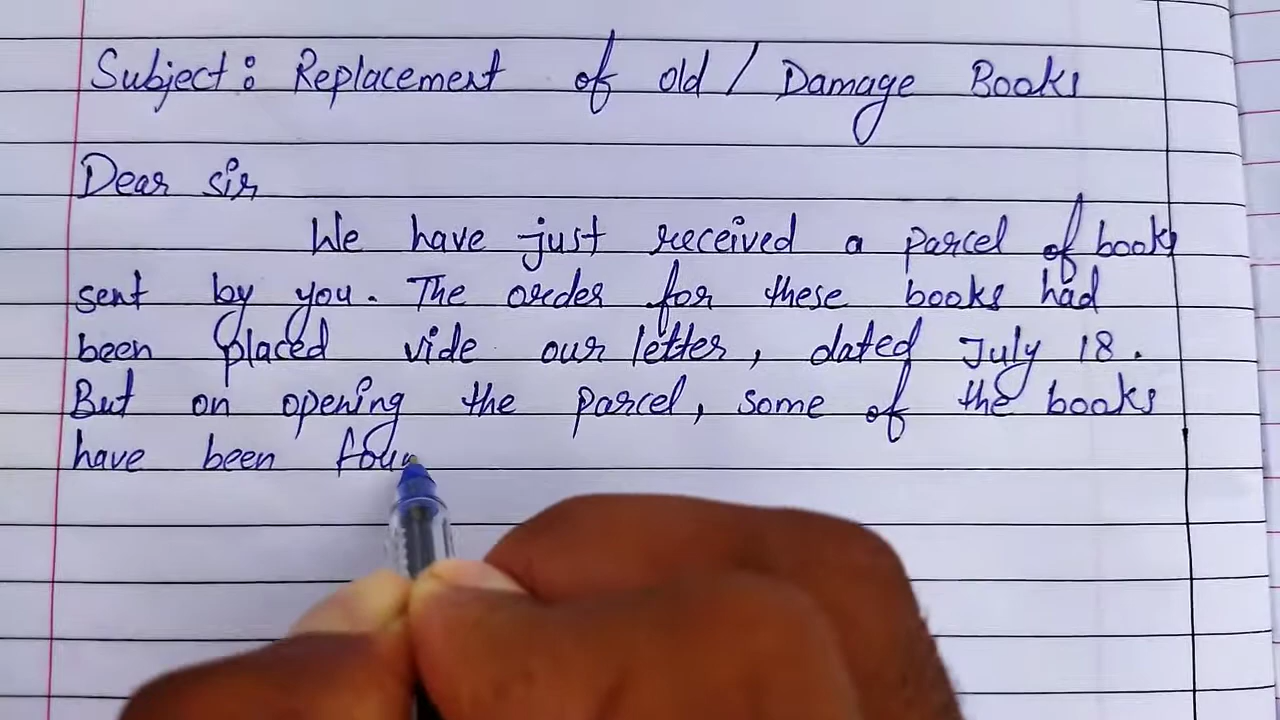 Subject: Replacement of old / Damage Books
Dear sir
We have just received a parcel of books
sent by you. The order for these books had
been placed vide our letter, dated July 18.
But on opening the parcel, some of the books
have been fou